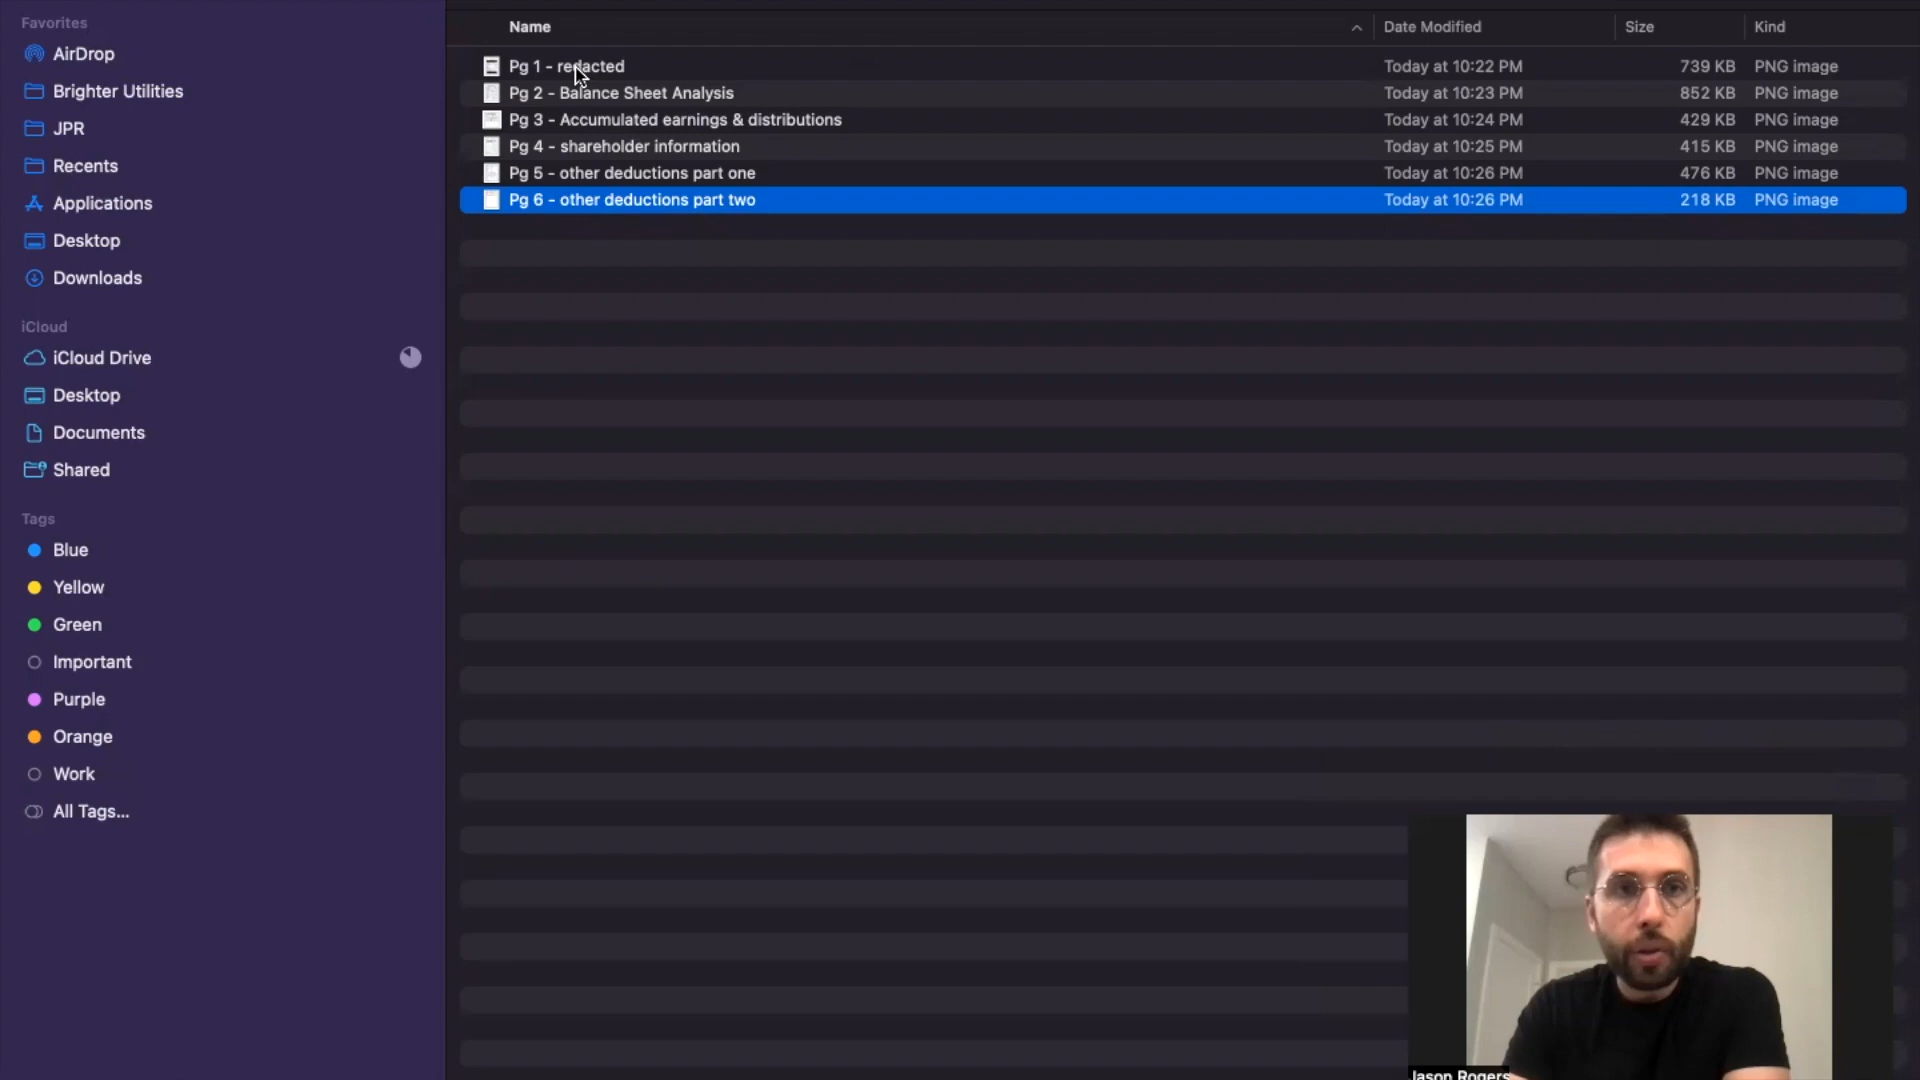 Favorites
AirDrop
Brighter Utilities
JPR
Recents
Applications
Desktop
Downloads
iCloud
iCloud Drive
Desktop
Documents
Shared
Tags
Blue
Yellow
Green
Important
Purple
Orange
Work
All Tags...
Name Date Modified Size Kind
Pg 1 - redacted Today at 10:22 PM 739 KB PNG image
Pg 2 - Balance Sheet Analysis Today at 10:23 PM 852 KB PNG image
Pg 3 - Accumulated earnings & distributions Today at 10:24 PM 429 KB PNG image
Pg 4 - shareholder information Today at 10:25 PM 415 KB PNG image
Pg 5 - other deductions part one Today at 10:26 PM 476 KB PNG image
Pg 6 - other deductions part two Today at 10:26 PM 218 KB PNG image
Jason Rogers